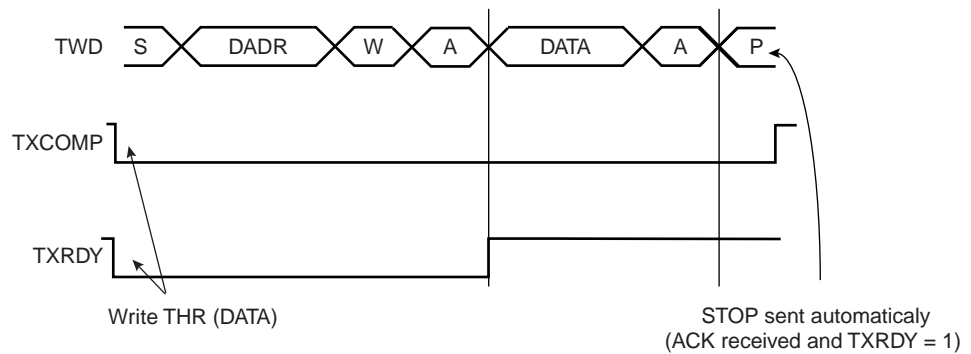 TWD S DADR W A DATA A P
TXCOMP
TXRDY
Write THR (DATA)
STOP sent automaticaly
(ACK received and TXRDY = 1)